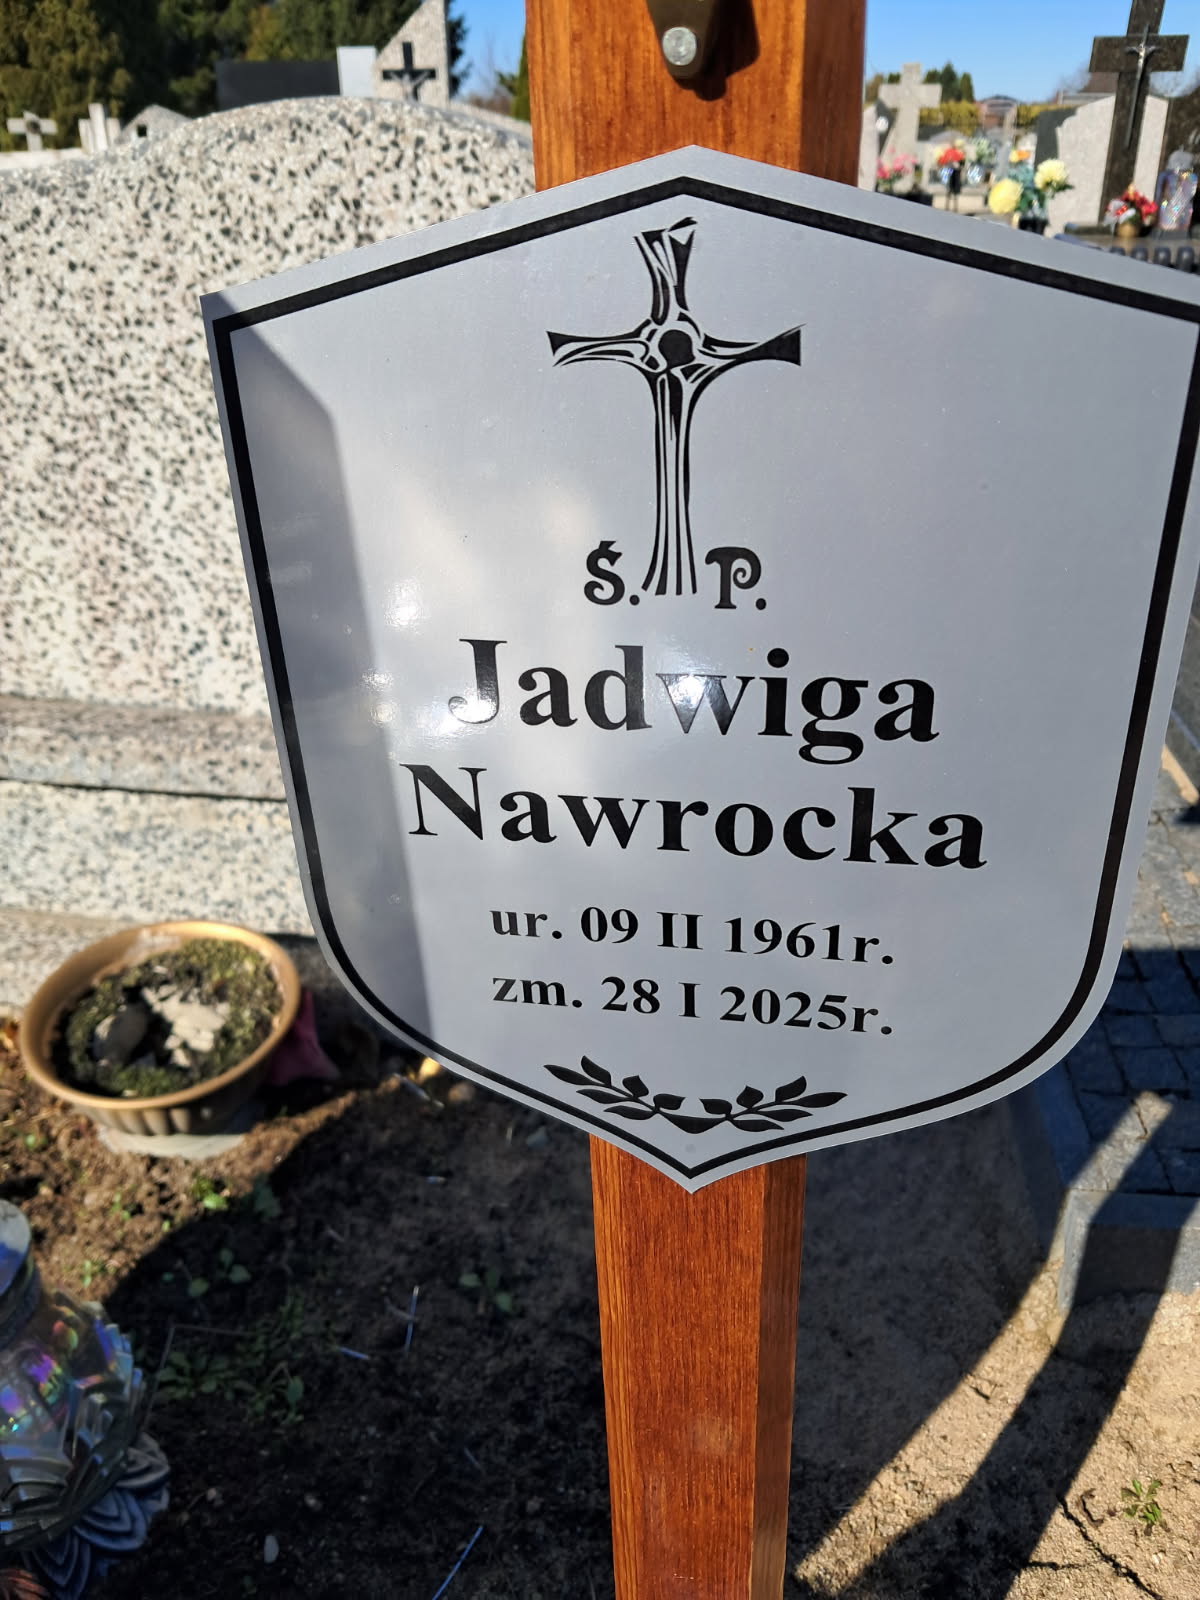 Ś. P.
Jadwiga
Nawrocka
ur. 09 II 1961r.
zm. 28 I 2025r.